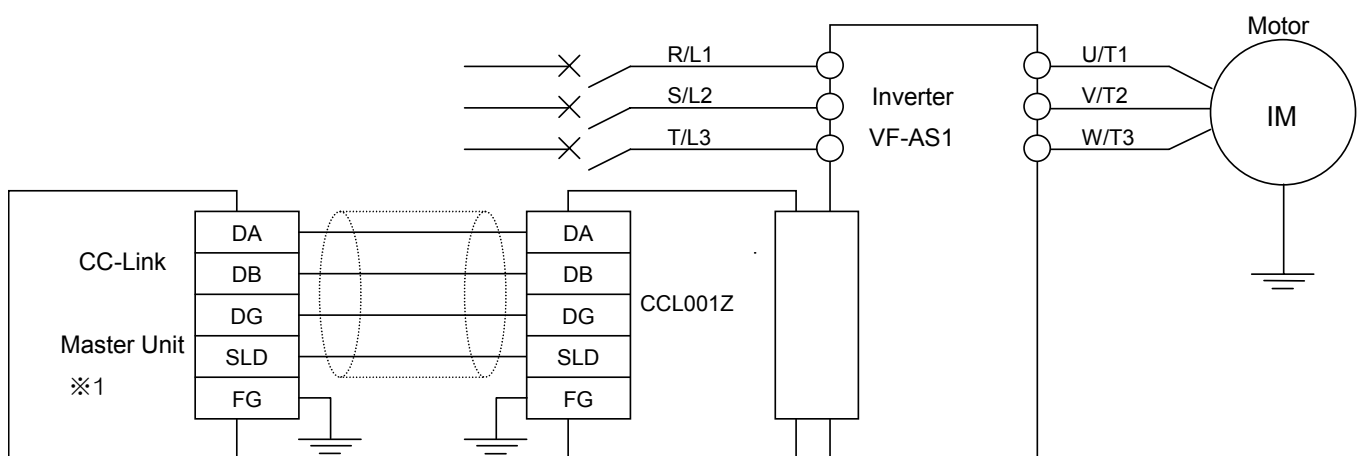 Motor
R/L1
S/L2
T/L3
Inverter
VF-AS1
U/T1
V/T2
W/T3
IM
CC-Link
Master Unit
※1
DA
DB
DG
SLD
FG
DA
DB
DG
SLD
FG
CCL001Z